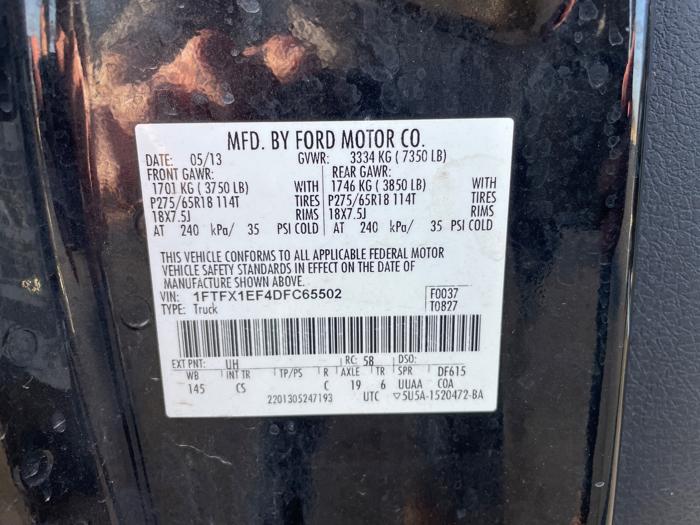 MFD. BY FORD MOTOR CO.
DATE: 05/13 GVWR: 3334 KG ( 7350 LB)
FRONT GAWR: REAR GAWR:
1701 KG ( 3750 LB) WITH 1746 KG ( 3850 LB) WITH
P275/65R18 114T TIRES P275/65R18 114T TIRES
18X7.5J RIMS 18X7.5J RIMS
AT 240 kPa/ 35 PSI COLD AT 240 kPa/ 35 PSI COLD
THIS VEHICLE CONFORMS TO ALL APPLICABLE FEDERAL MOTOR
VEHICLE SAFETY STANDARDS IN EFFECT ON THE DATE OF
MANUFACTURE SHOWN ABOVE.
VIN: 1FTFX1EF4DFC65502 F0037
TYPE: Truck T0827
EXT PNT: UH RC: 58 DSO:
WB INT TR TP/PS R AXLE TR SPR DF615
145 CS C 19 6 UUAA COA
2201305247193 UTC ▽5U5A-1520472-BA